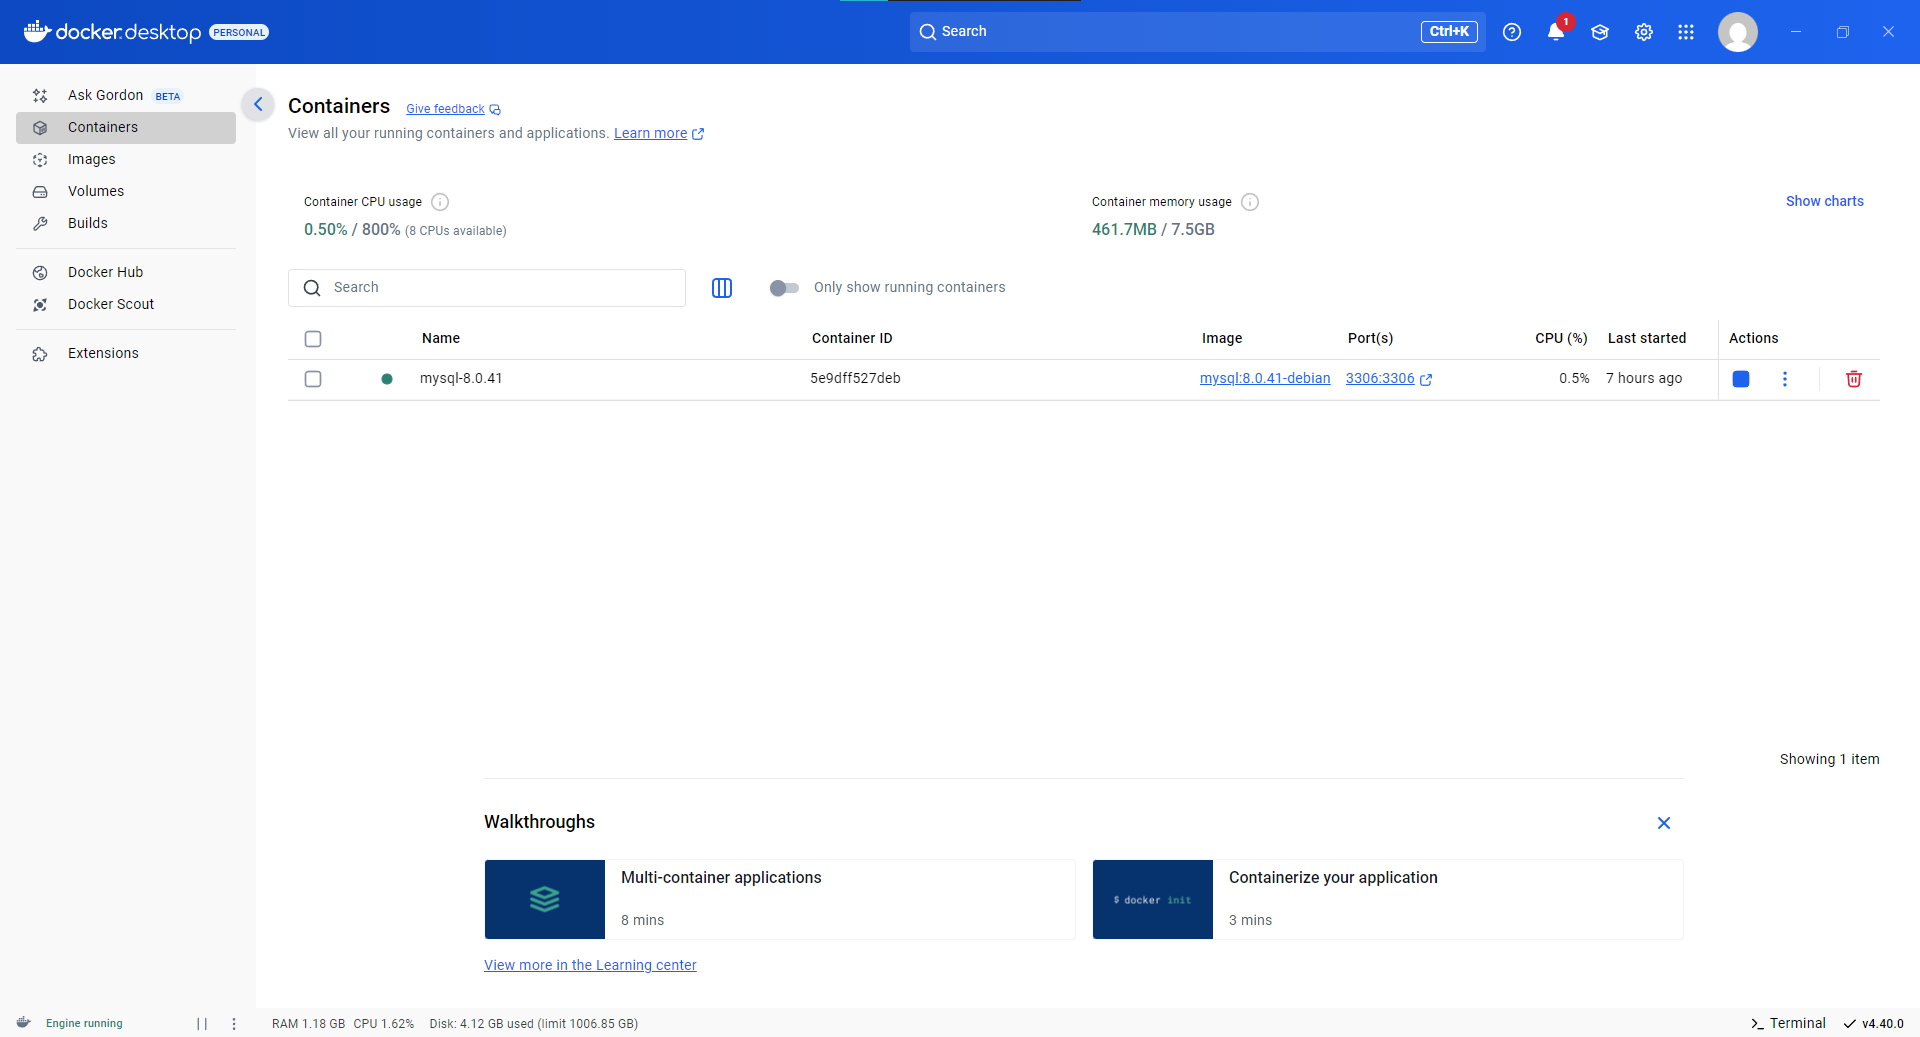 docker.desktop PERSONAL
Search Ctrl+K
1
Ask Gordon BETA
Containers
Images
Volumes
Builds
Docker Hub
Docker Scout
Extensions
Containers Give feedback
View all your running containers and applications. Learn more
Container CPU usage
0.50% / 800% (8 CPUs available)
Container memory usage
461.7MB / 7.5GB
Show charts
Search
Only show running containers
Name Container ID Image Port(s) CPU (%) Last started Actions
mysql-8.0.41 5e9dff527deb mysql:8.0.41-debian 3306:3306 0.5% 7 hours ago
Showing 1 item
Walkthroughs
Multi-container applications
8 mins
$ docker init
Containerize your application
3 mins
View more in the Learning center
Engine running RAM 1.18 GB CPU 1.62% Disk: 4.12 GB used (limit 1006.85 GB) Terminal v4.40.0